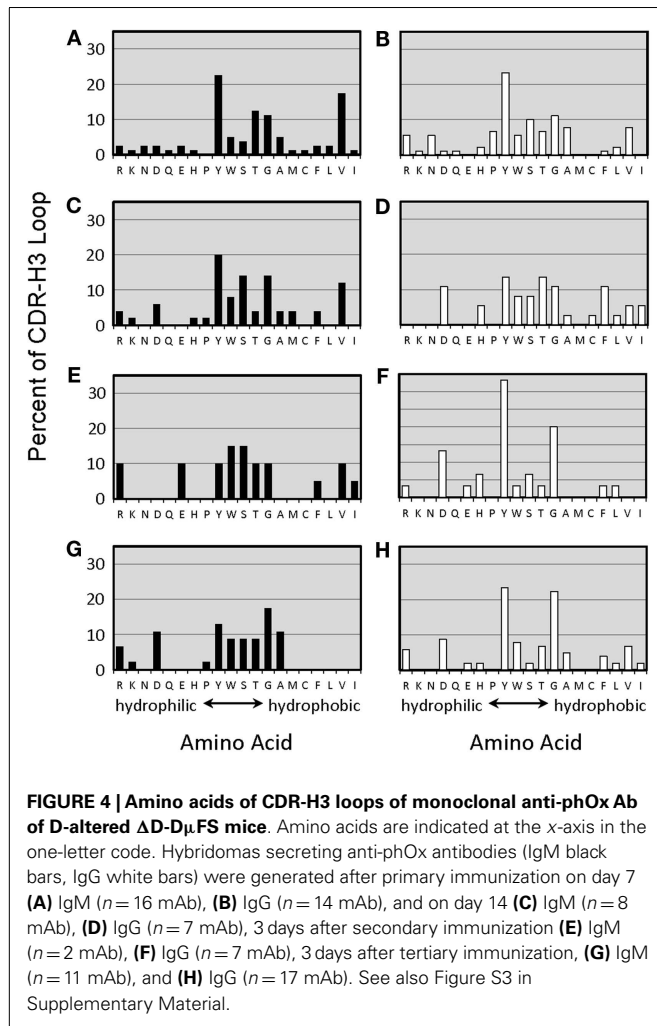 A
B
30
20
10
0
R K N D Q E H P Y W S T G A M C F L V I
R K N D Q E H P Y W S T G A M C F L V I
C
D
30
20
10
0
R K N D Q E H P Y W S T G A M C F L V I
R K N D Q E H P Y W S T G A M C F L V I
Percent of CDR-H3 Loop
E
F
30
20
10
0
R K N D Q E H P Y W S T G A M C F L V I
R K N D Q E H P Y W S T G A M C F L V I
G
H
30
20
10
0
R K N D Q E H P Y W S T G A M C F L V I
R K N D Q E H P Y W S T G A M C F L V I
hydrophilic ↔ hydrophobic
hydrophilic ↔ hydrophobic
Amino Acid
Amino Acid
FIGURE 4 | Amino acids of CDR-H3 loops of monoclonal anti-phOx Ab
of D-altered ΔD-DμFS mice. Amino acids are indicated at the x-axis in the
one-letter code. Hybridomas secreting anti-phOx antibodies (IgM black
bars, IgG white bars) were generated after primary immunization on day 7
(A) IgM (n = 16 mAb), (B) IgG (n = 14 mAb), and on day 14 (C) IgM (n = 8
mAb), (D) IgG (n = 7 mAb), 3 days after secondary immunization (E) IgM
(n = 2 mAb), (F) IgG (n = 7 mAb), 3 days after tertiary immunization, (G) IgM
(n = 11 mAb), and (H) IgG (n = 17 mAb). See also Figure S3 in
Supplementary Material.